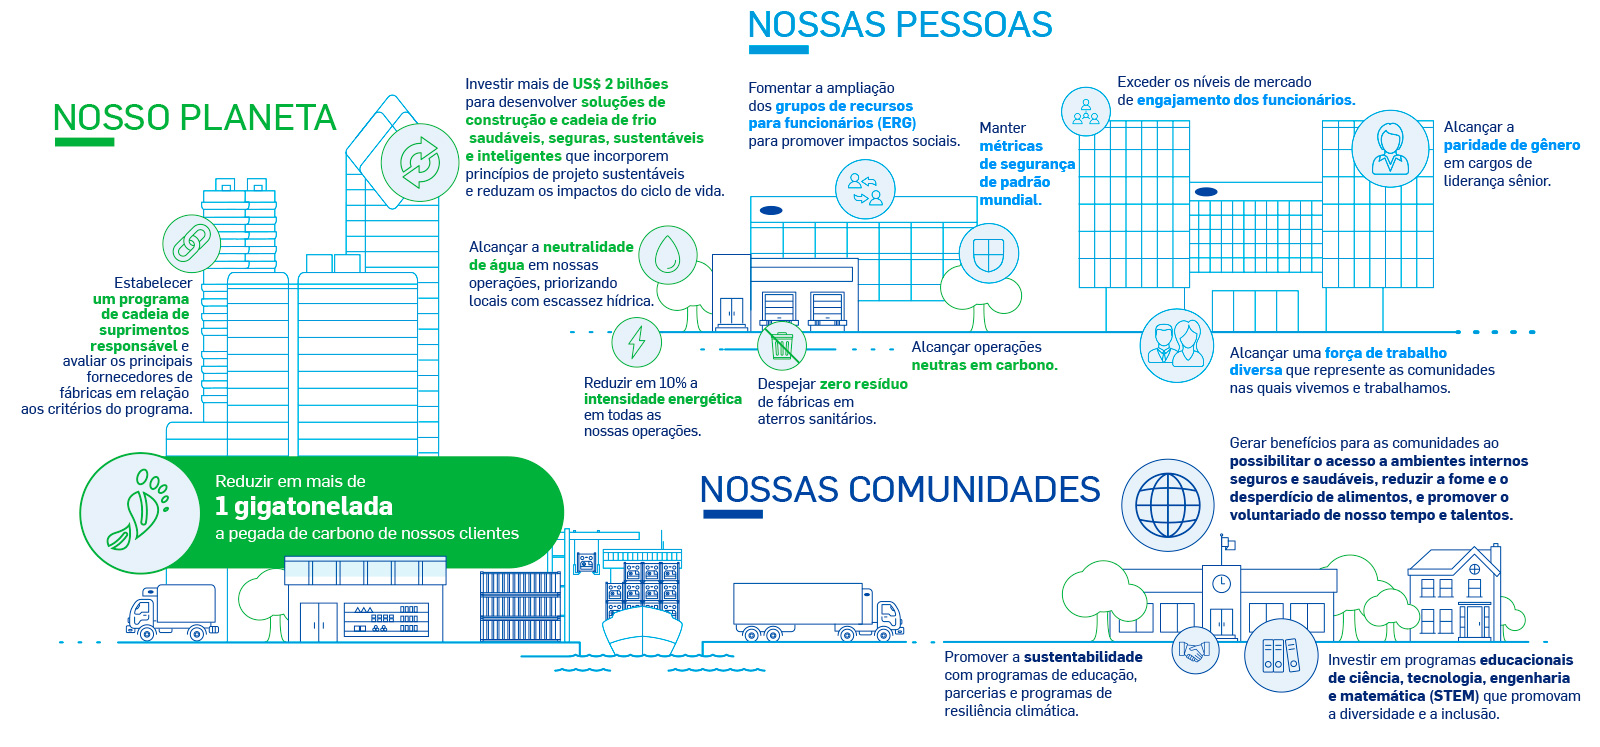 NOSSO PLANETA
Investir mais de US$ 2 bilhões
para desenvolver soluções de
construção e cadeia de frio
saudáveis, seguras, sustentáveis
e inteligentes que incorporem
princípios de projeto sustentáveis
e reduzam os impactos do ciclo de vida.
Estabelecer
um programa
de cadeia de
suprimentos
responsável e
avaliar os principais
fornecedores de
fábricas em relação
aos critérios do programa.
Alcançar a neutralidade
de água em nossas
operações, priorizando
locais com escassez hídrica.
Reduzir em 10% a
intensidade energética
em todas as
nossas operações.
Despejar zero resíduo
de fábricas em
aterros sanitários.
Alcançar operações
neutras em carbono.
Reduzir em mais de
1 gigatonelada
a pegada de carbono de nossos clientes
NOSSAS PESSOAS
Fomentar a ampliação
dos grupos de recursos
para funcionários (ERG)
para promover impactos sociais.
Manter
métricas
de segurança
de padrão
mundial.
Exceder os níveis de mercado
de engajamento dos funcionários.
Alcançar a
paridade de gênero
em cargos de
liderança sênior.
Alcançar uma força de trabalho
diversa que represente as comunidades
nas quais vivemos e trabalhamos.
NOSSAS COMUNIDADES
Gerar benefícios para as comunidades ao
possibilitar o acesso a ambientes internos
seguros e saudáveis, reduzir a fome e o
desperdício de alimentos, e promover o
voluntariado de nosso tempo e talentos.
Promover a sustentabilidade
com programas de educação,
parcerias e programas de
resiliência climática.
Investir em programas educacionais
de ciência, tecnologia, engenharia
e matemática (STEM) que promovam
a diversidade e a inclusão.